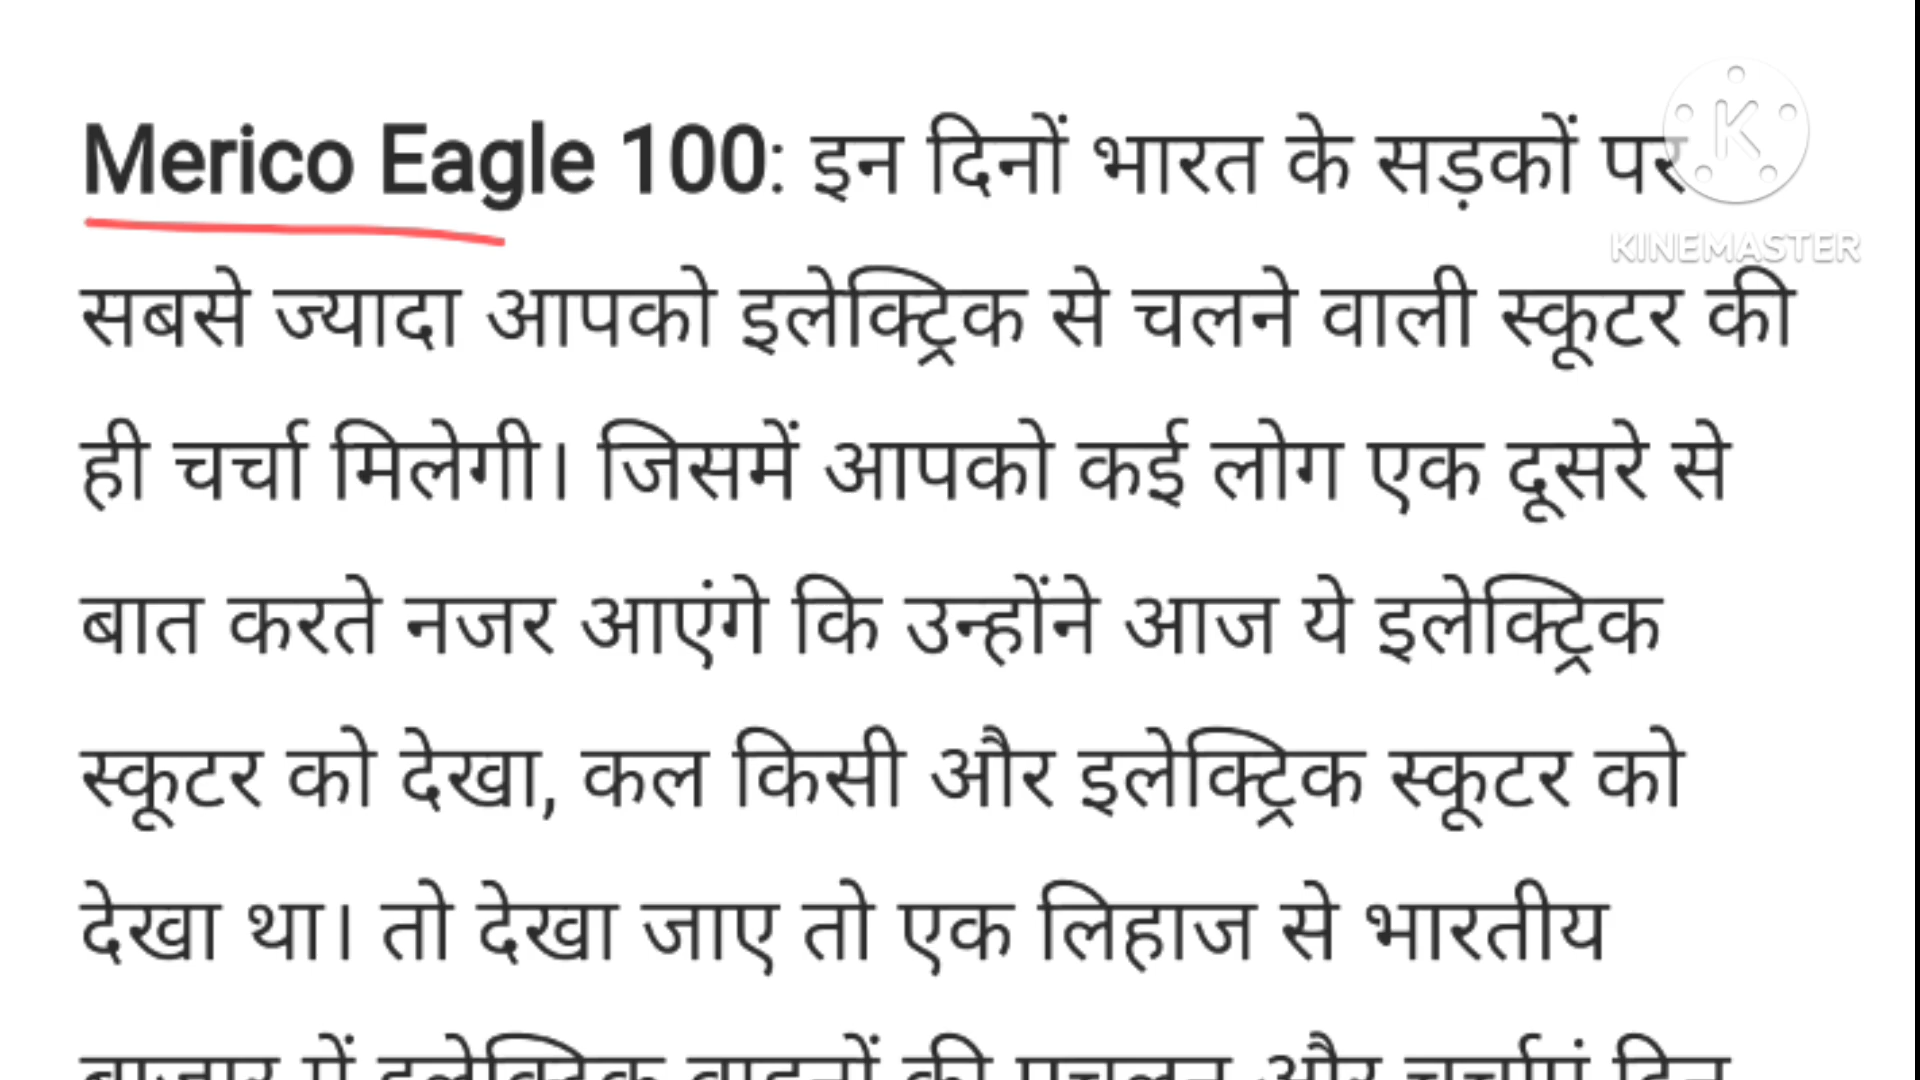 Merico Eagle 100: इन दिनों भारत के सड़कों पर
K
KINEMASTER
सबसे ज्यादा आपको इलेक्ट्रिक से चलने वाली स्कूटर की
ही चर्चा मिलेगी। जिसमें आपको कई लोग एक दूसरे से
बात करते नजर आएंगे कि उन्होंने आज ये इलेक्ट्रिक
स्कूटर को देखा, कल किसी और इलेक्ट्रिक स्कूटर को
देखा था। तो देखा जाए तो एक लिहाज से भारतीय